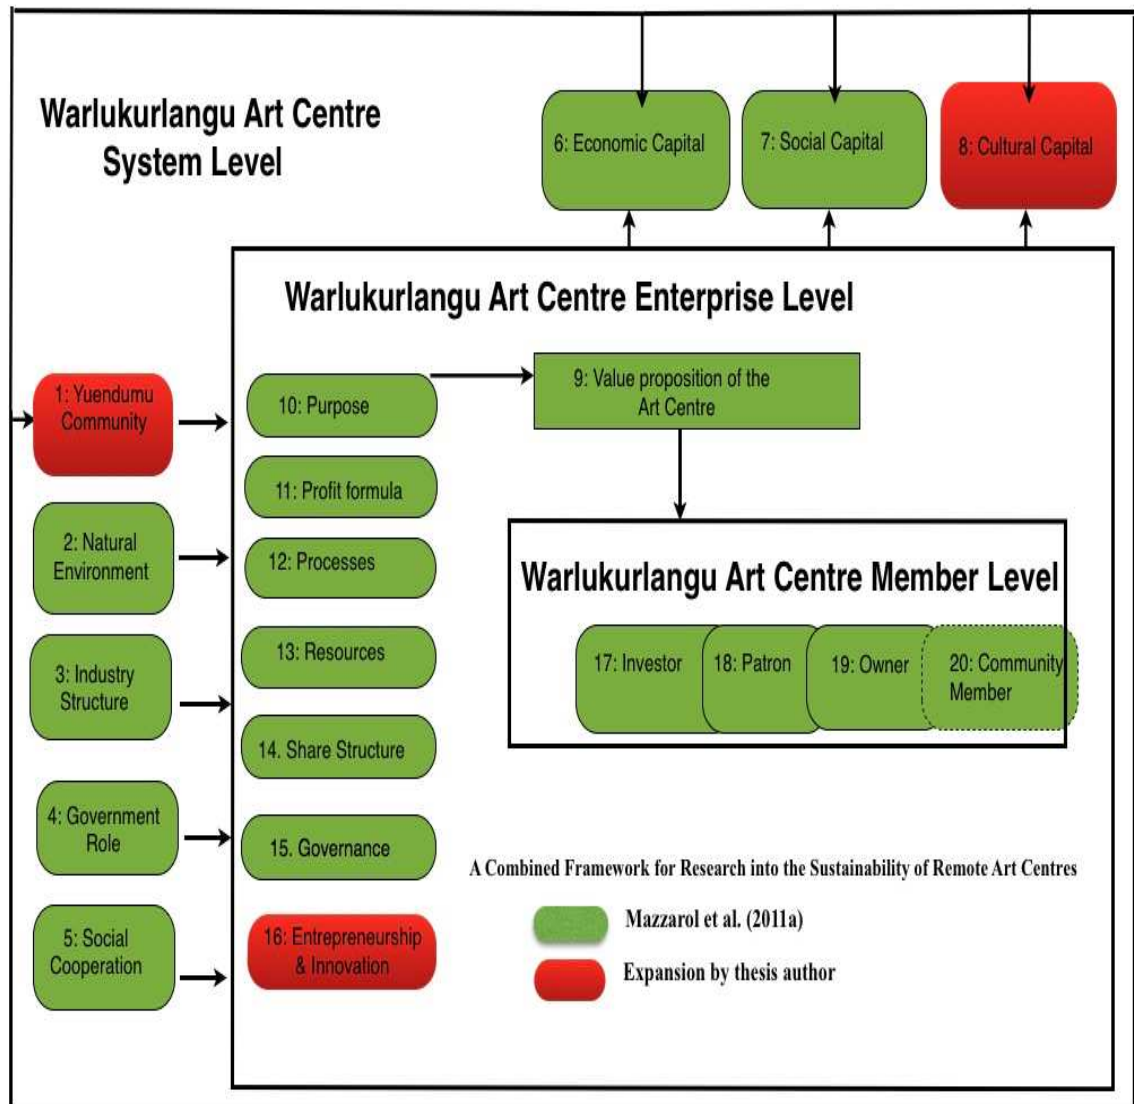 Warlukurlangu Art Centre
System Level
6: Economic Capital
7: Social Capital
8: Cultural Capital
Warlukurlangu Art Centre Enterprise Level
1: Yuendumu
Community
2: Natural
Environment
3: Industry
Structure
4: Government
Role
5: Social
Cooperation
10: Purpose
11: Profit formula
12: Processes
13: Resources
14. Share Structure
15. Governance
16: Entrepreneurship
& Innovation
9: Value proposition of the
Art Centre
Warlukurlangu Art Centre Member Level
17: Investor
18: Patron
19: Owner
20: Community
Member
A Combined Framework for Research into the Sustainability of Remote Art Centres
Mazzarol et al. (2011a)
Expansion by thesis author